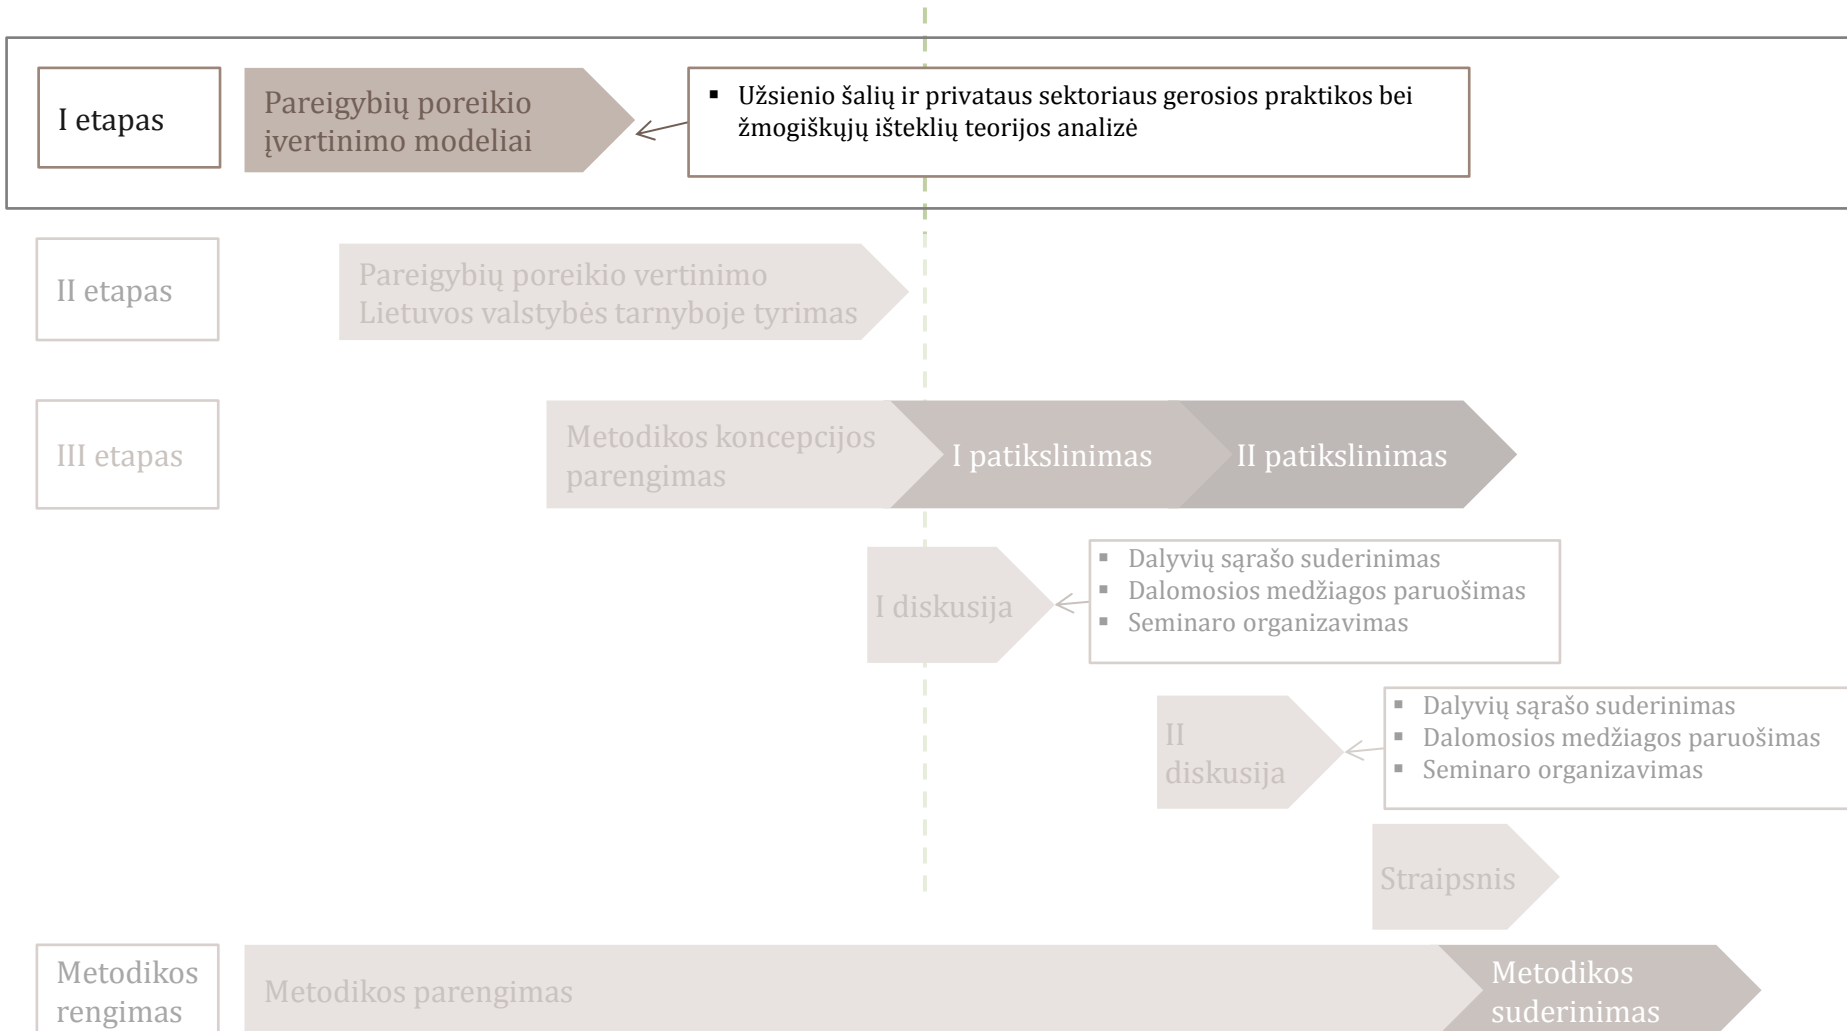 I etapas
Pareigybių poreikio
įvertinimo modeliai
▪ Užsienio šalių ir privataus sektoriaus gerosios praktikos bei
žmogiškųjų išteklių teorijos analizė
II etapas
Pareigybių poreikio vertinimo
Lietuvos valstybės tarnyboje tyrimas
III etapas
Metodikos koncepcijos
parengimas
I patikslinimas
II patikslinimas
I diskusija
▪ Dalyvių sąrašo suderinimas
▪ Dalomosios medžiagos paruošimas
▪ Seminaro organizavimas
II
diskusija
▪ Dalyvių sąrašo suderinimas
▪ Dalomosios medžiagos paruošimas
▪ Seminaro organizavimas
Straipsnis
Metodikos
rengimas
Metodikos parengimas
Metodikos
suderinimas